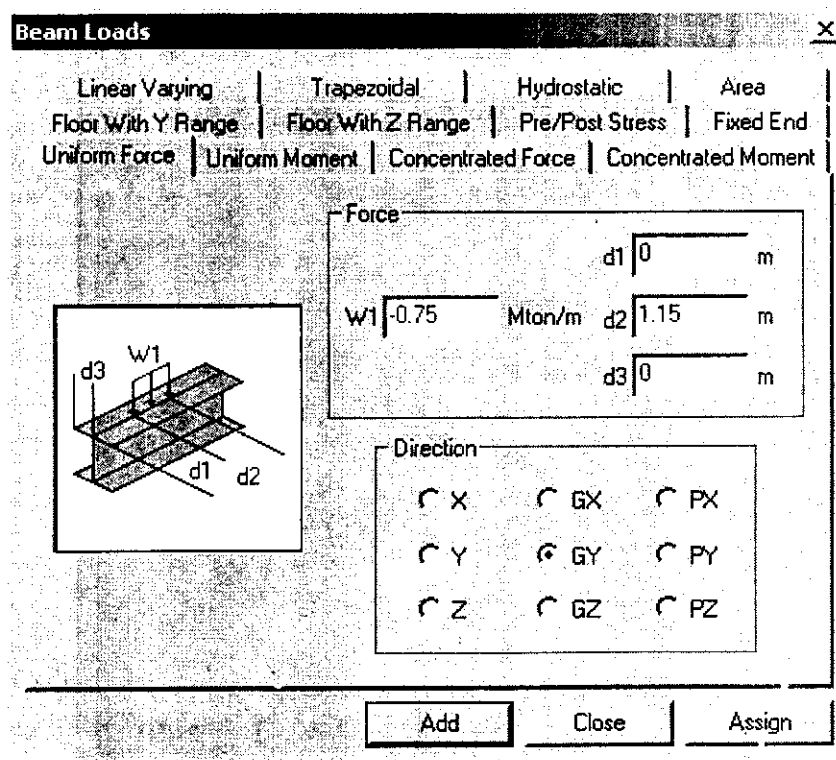 Beam Loads
Linear Varying Trapezoidal Hydrostatic Area
Floor With Y Range Floor With Z Range Pre/Post Stress Fixed End
Uniform Force Uniform Moment Concentrated Force Concentrated Moment
Force
d1 0 m
W1 -0.75 Mton/m d2 1.15 m
d3 0 m
W1
d3
d1 d2
Direction
X GX PX
Y GY PY
Z GZ PZ
Add Close Assign